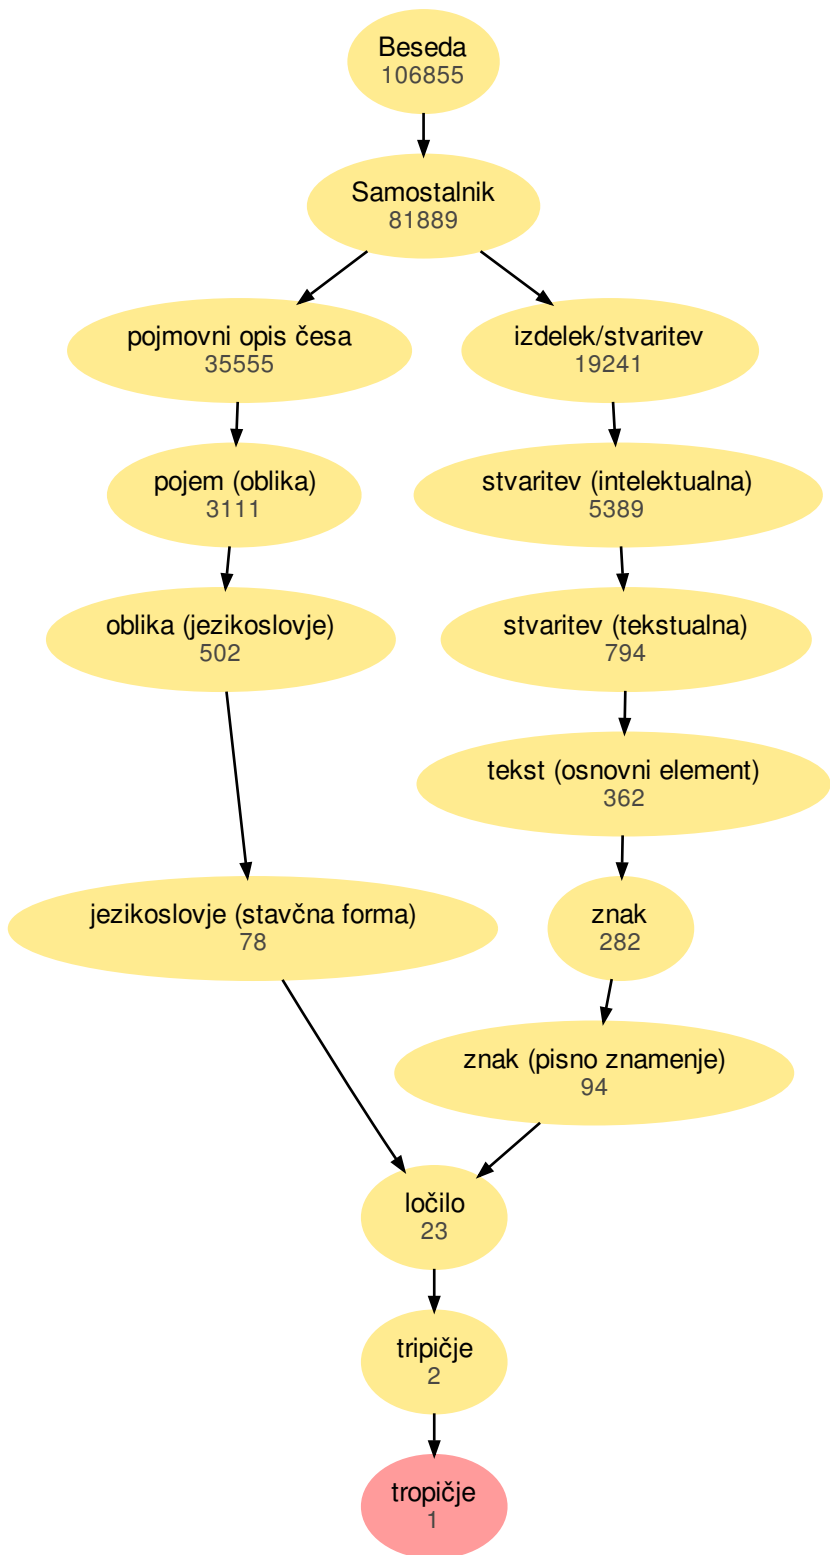 Beseda
106855
Samostalnik
81889
pojmovni opis česa
35555
izdelek/stvaritev
19241
pojem (oblika)
3111
stvaritev (intelektualna)
5389
oblika (jezikoslovje)
502
stvaritev (tekstualna)
794
tekst (osnovni element)
362
jezikoslovje (stavčna forma)
78
znak
282
znak (pisno znamenje)
94
ločilo
23
tripičje
2
tropičje
1